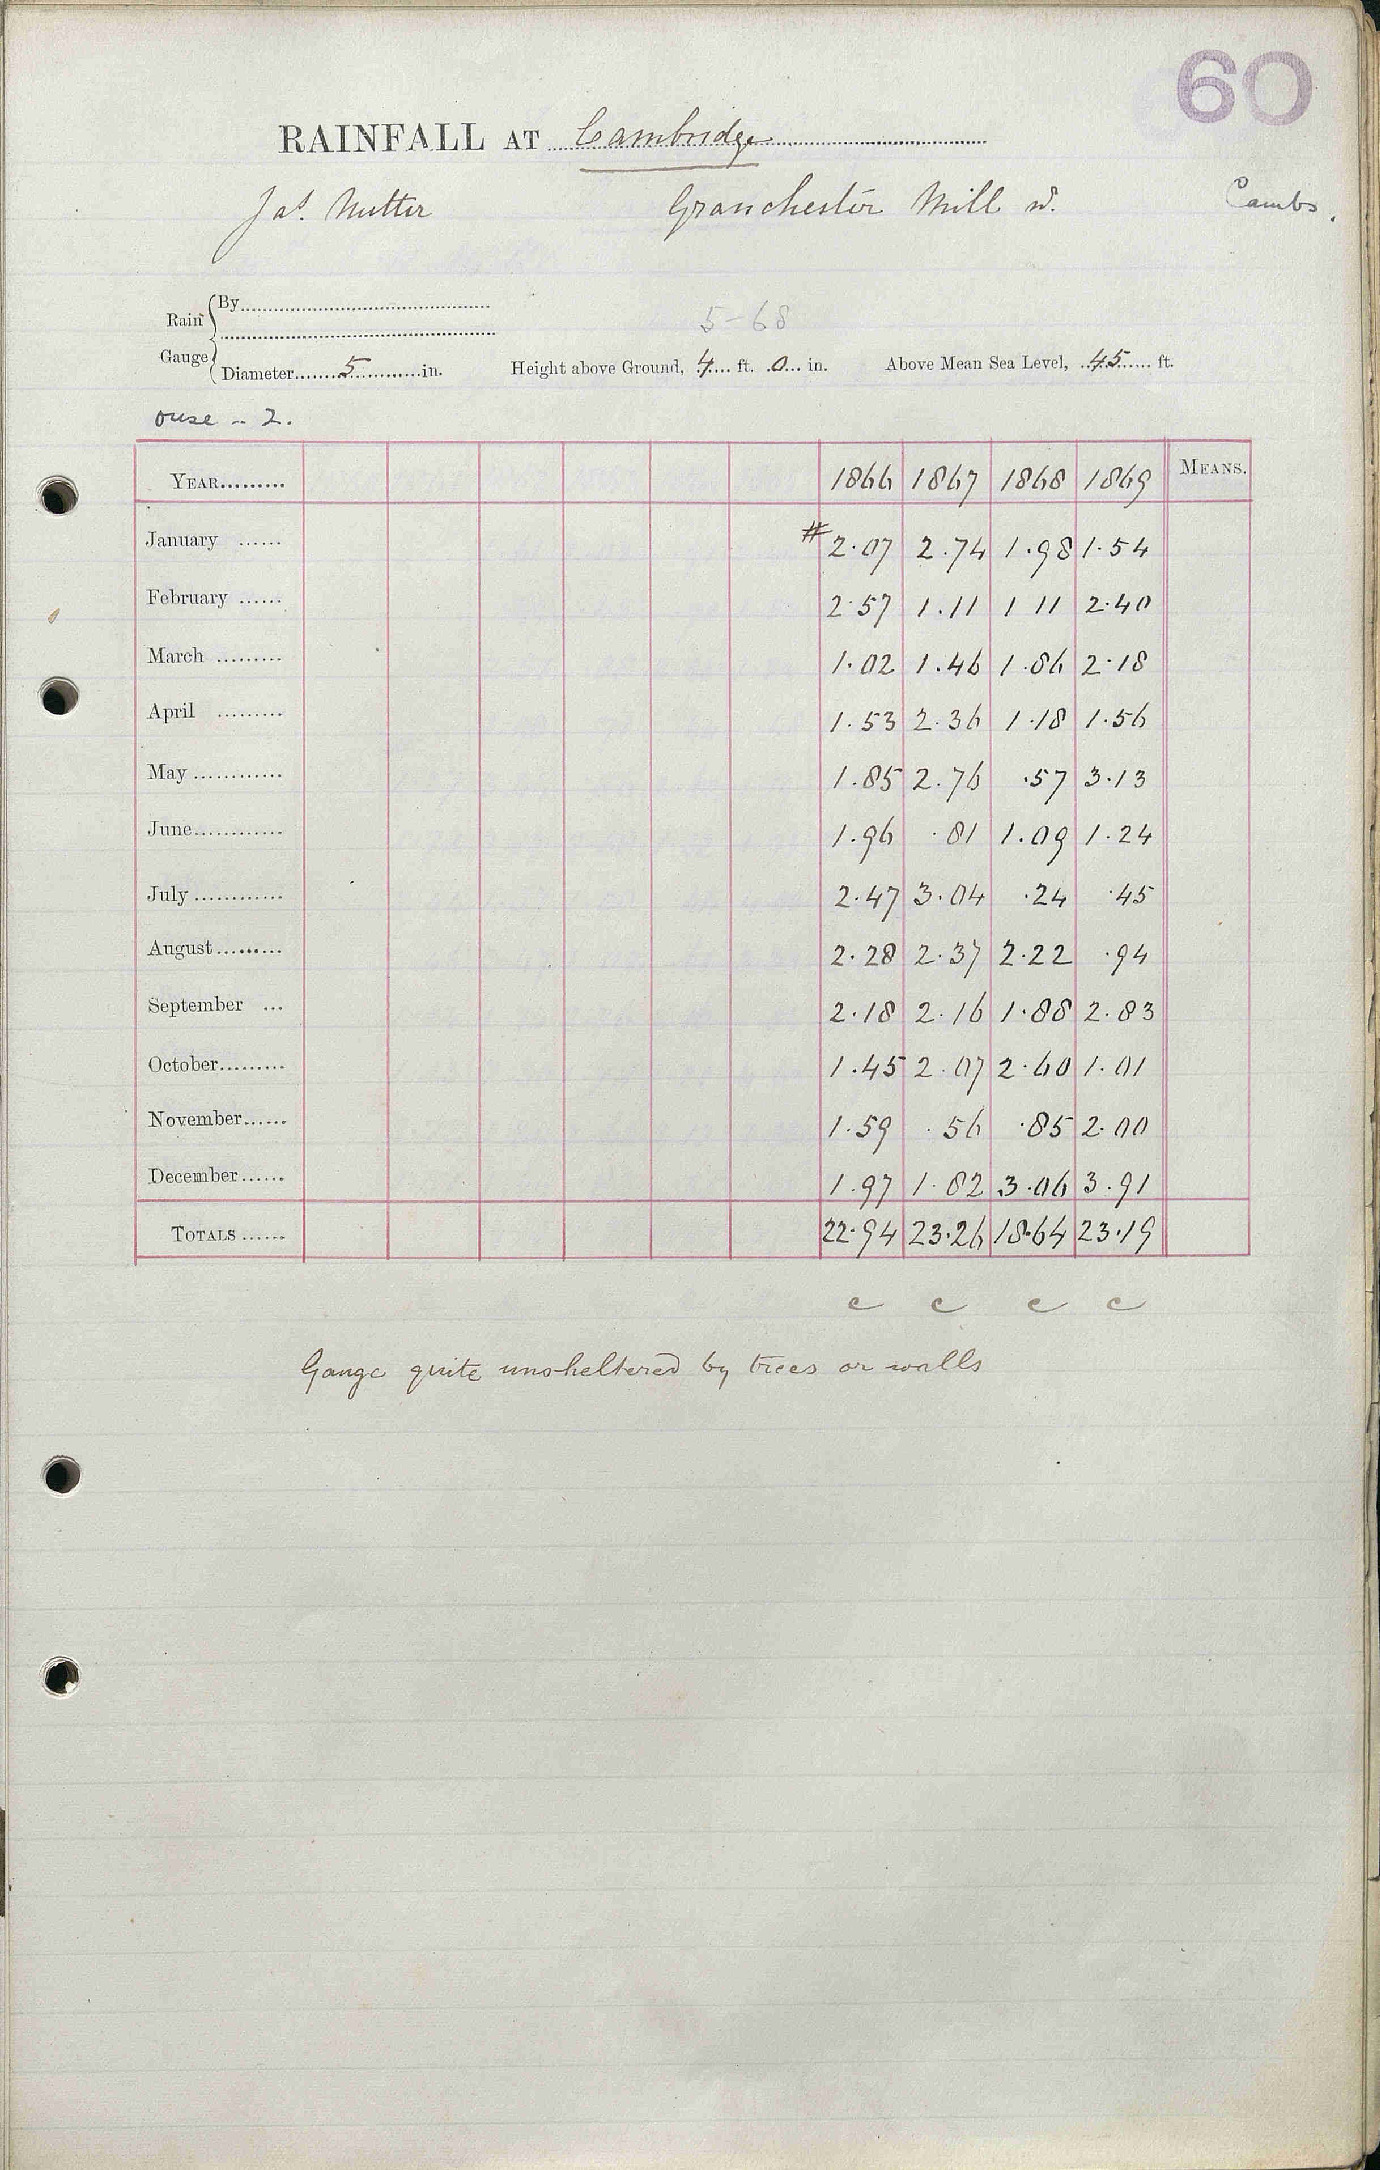 60
RAINFALL AT Cambridge
Jas. Nutter Granchester Mill Cambs.
Rain Gauge { By
5-68
Diameter 5 in. Height above Ground, 4 ft. 0 in. Above Mean Sea Level, 45 ft.
Ouse - 2.
YEAR 1866 1867 1868 1869 MEANS.
January # 2.07 2.74 1.98 1.54
February 2.57 1.11 1 11 2.40
March 1.02 1.46 1.86 2.18
April 1.53 2.36 1.18 1.56
May 1.85 2.76 .57 3.13
June 1.96 .81 1.09 1.24
July 2.47 3.04 .24 .45
August 2.28 2.37 2.22 .94
September 2.18 2.16 1.88 2.83
October 1.45 2.07 2.60 1.01
November 1.59 .56 .85 2.00
December 1.97 1.82 3.06 3.91
TOTALS 22.94 23.26 18.64 23.19
c c c c
Gauge quite unsheltered by trees or walls